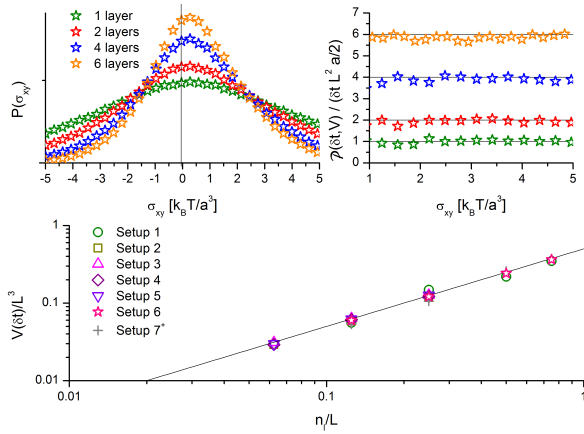 1 layer
2 layers
4 layers
6 layers
P(σxy)
-5 -4 -3 -2 -1 0 1 2 3 4 5
σxy [kBT/a³]
6
5
4
3
2
1
0
𝒫(δt,V) / (δt L² a/2)
1 2 3 4 5
σxy [kBT/a³]
1
0.1
0.01
V(δt)/L³
Setup 1
Setup 2
Setup 3
Setup 4
Setup 5
Setup 6
Setup 7⁺
0.01 0.1 1
nl/L